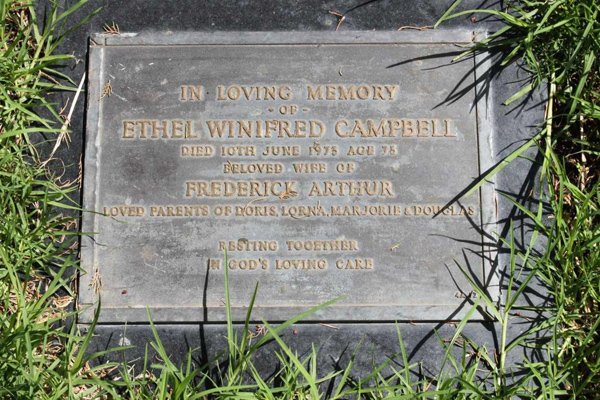 IN LOVING MEMORY
- OF -
ETHEL WINIFRED CAMPBELL
DIED 10TH JUNE 1975 AGE 75
BELOVED WIFE OF
FREDERICK ARTHUR
LOVED PARENTS OF DORIS, LORNA, MARJORIE & DOUGLAS
RESTING TOGETHER
IN GOD'S LOVING CARE